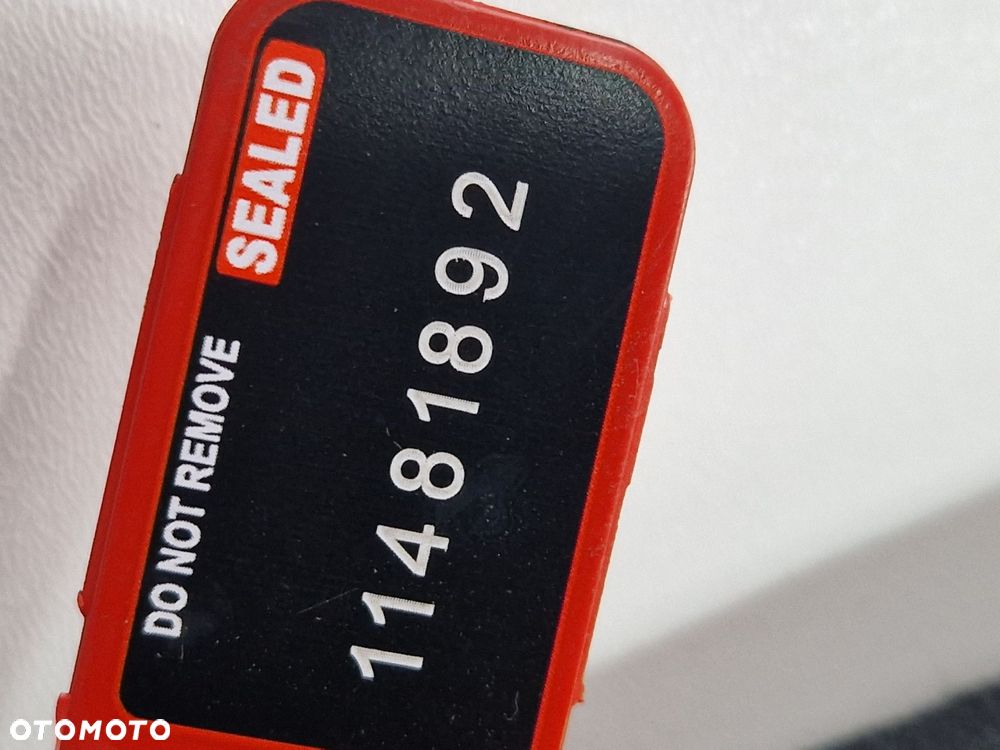 DO NOT REMOVE SEALED
11481892
OTOMOTO